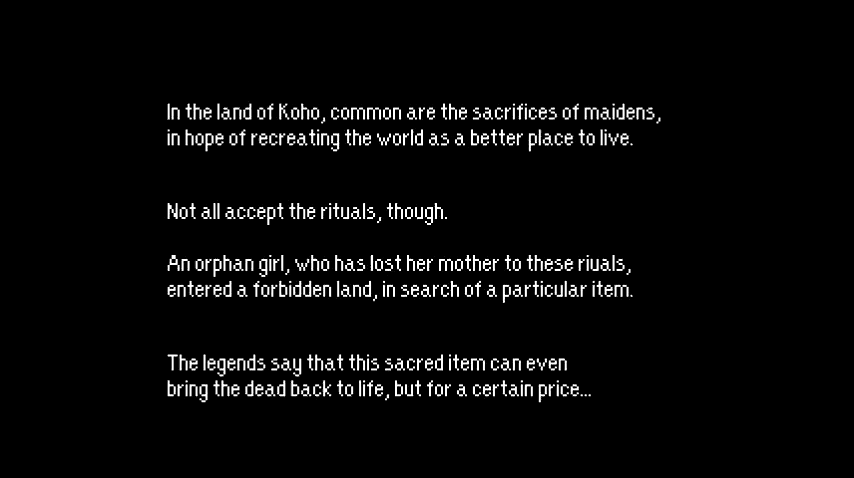 In the land of Koho, common are the sacrifices of maidens,
in hope of recreating the world as a better place to live.
Not all accept the rituals, though.
An orphan girl, who has lost her mother to these riuals,
entered a forbidden land, in search of a particular item.
The legends say that this sacred item can even
bring the dead back to life, but for a certain price...